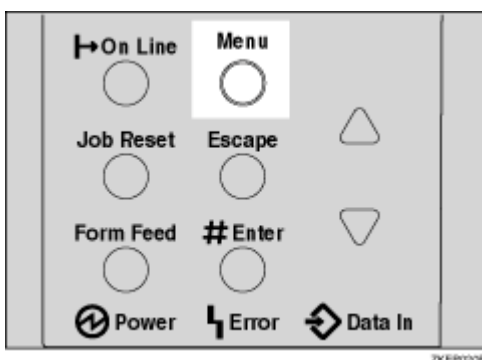 On Line Menu
Job Reset Escape
Form Feed # Enter
Power Error Data In